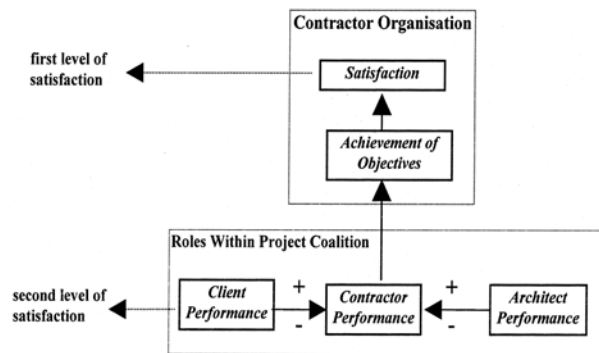 Contractor Organisation
first level of
satisfaction
Satisfaction
Achievement of
Objectives
Roles Within Project Coalition
second level of
satisfaction
Client
Performance
+
-
Contractor
Performance
+
-
Architect
Performance